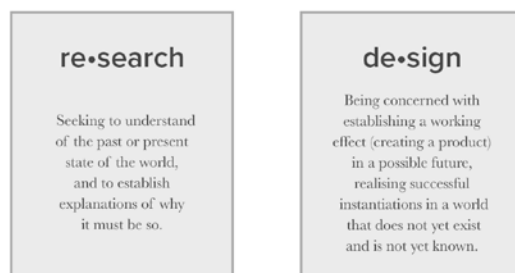 re•search
Seeking to understand
of the past or present
state of the world,
and to establish
explanations of why
it must be so.
de•sign
Being concerned with
establishing a working
effect (creating a product)
in a possible future,
realising successful
instantiations in a world
that does not yet exist
and is not yet known.